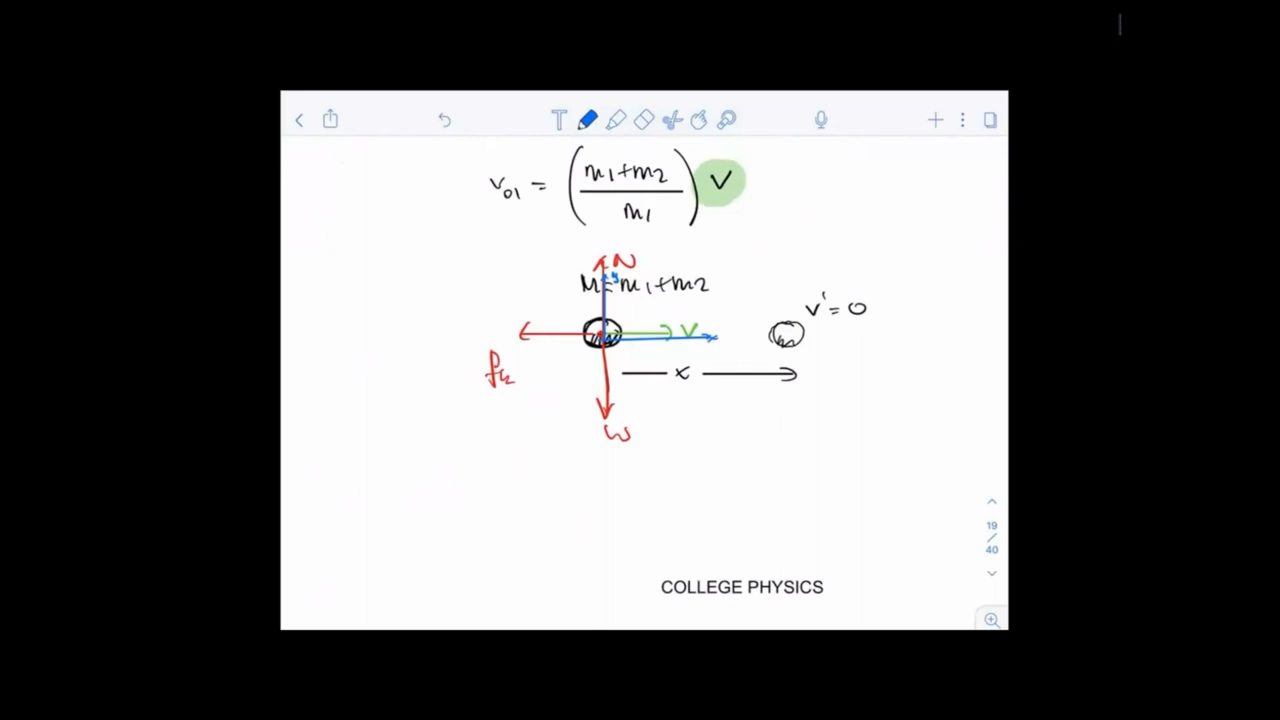 v₀₁ = ( (m₁+m₂) / m₁ ) v
N
y
M = m₁+m₂
v' = 0
v
x
fₖ
w
19
/
40
COLLEGE PHYSICS